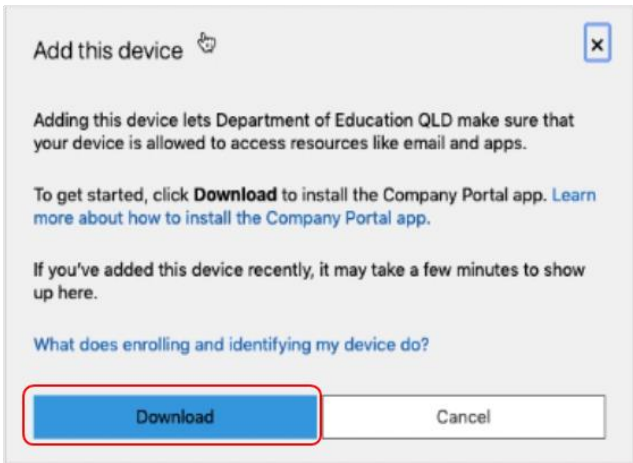 Add this device
×
Adding this device lets Department of Education QLD make sure that
your device is allowed to access resources like email and apps.
To get started, click Download to install the Company Portal app. Learn
more about how to install the Company Portal app.
If you've added this device recently, it may take a few minutes to show
up here.
What does enrolling and identifying my device do?
Download
Cancel